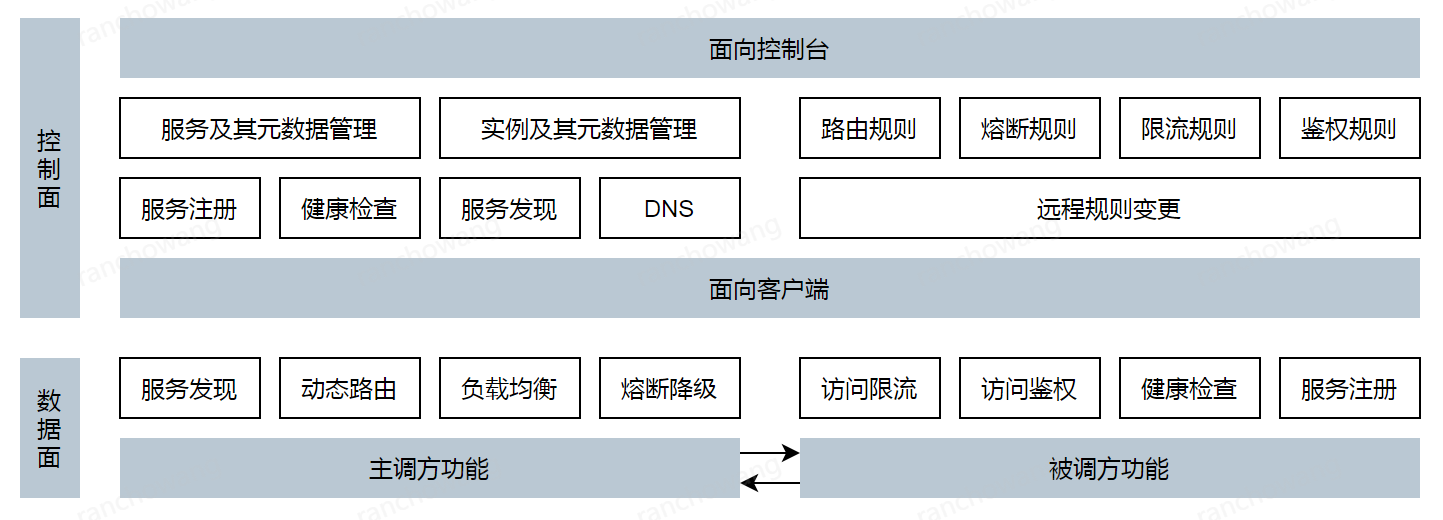 控制面
面向控制台
服务及其元数据管理 实例及其元数据管理 路由规则 熔断规则 限流规则 鉴权规则
服务注册 健康检查 服务发现 DNS 远程规则变更
面向客户端
数据面
服务发现 动态路由 负载均衡 熔断降级 访问限流 访问鉴权 健康检查 服务注册
主调方功能 被调方功能
ranchowang